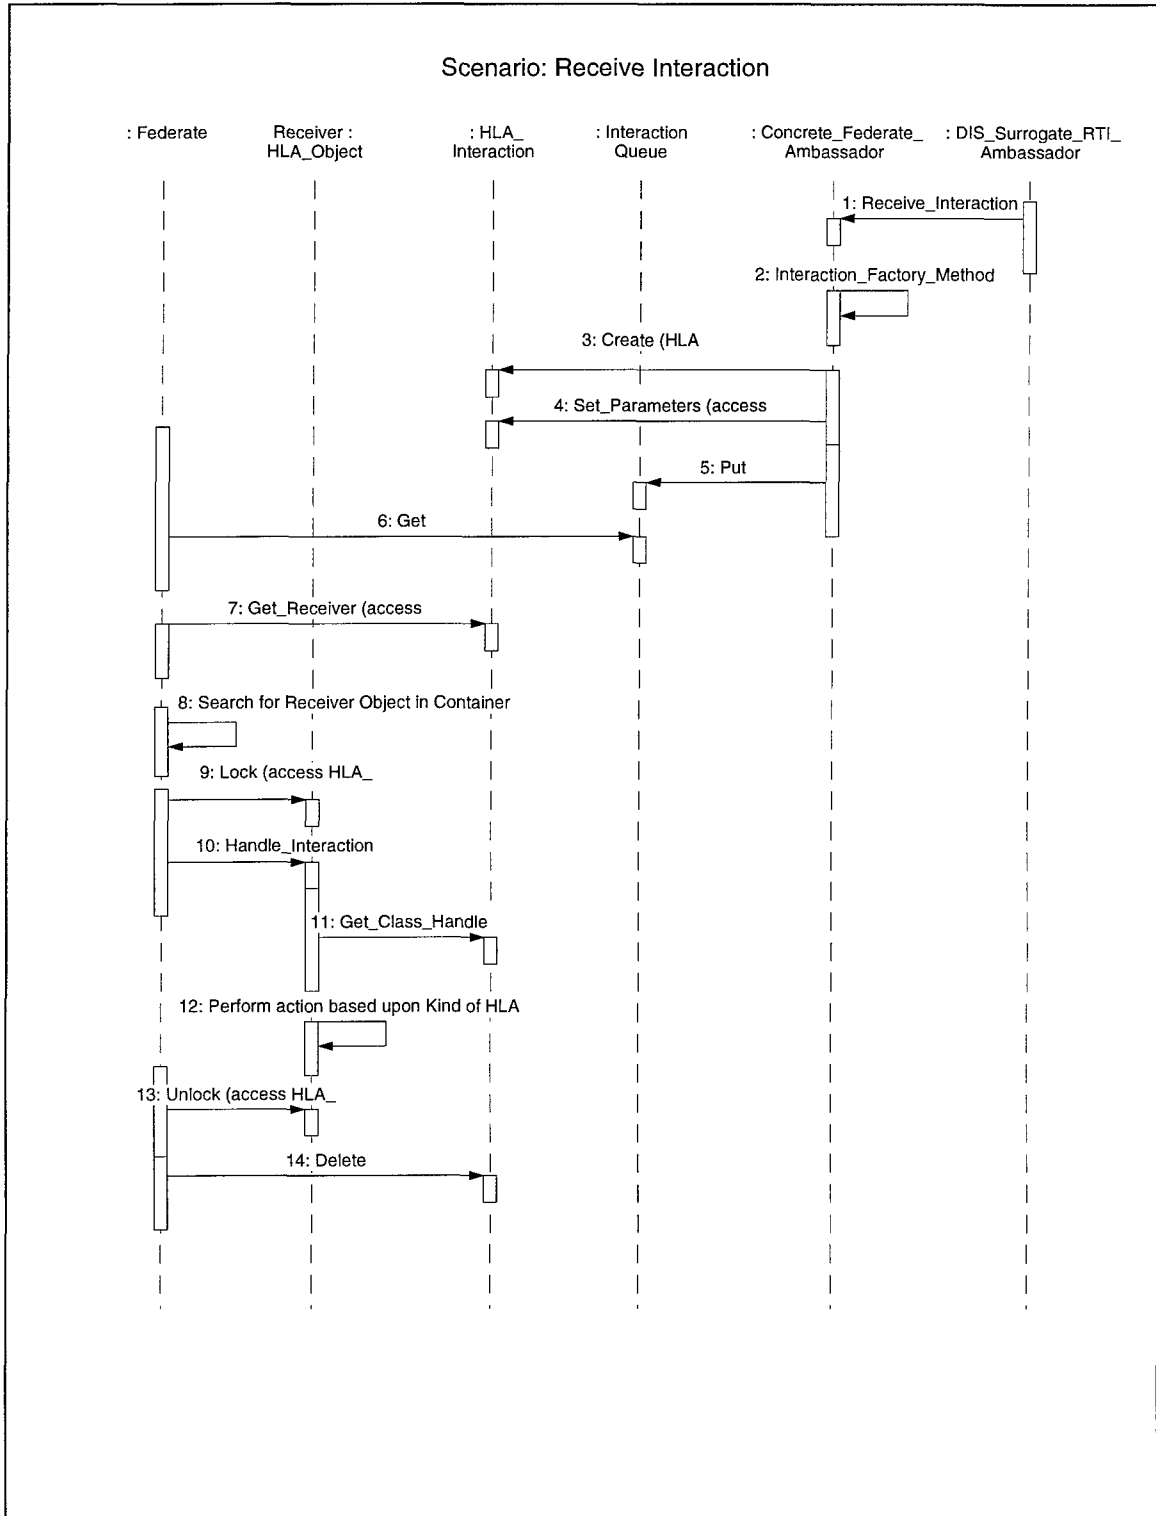 Scenario: Receive Interaction
: Federate
Receiver :
HLA_Object
: HLA_
Interaction
: Interaction
Queue
: Concrete_Federate_
Ambassador
: DIS_Surrogate_RTI_
Ambassador
1: Receive_Interaction
2: Interaction_Factory_Method
3: Create (HLA
4: Set_Parameters (access
5: Put
6: Get
7: Get_Receiver (access
8: Search for Receiver Object in Container
9: Lock (access HLA_
10: Handle_Interaction
11: Get_Class_Handle
12: Perform action based upon Kind of HLA
13: Unlock (access HLA_
14: Delete